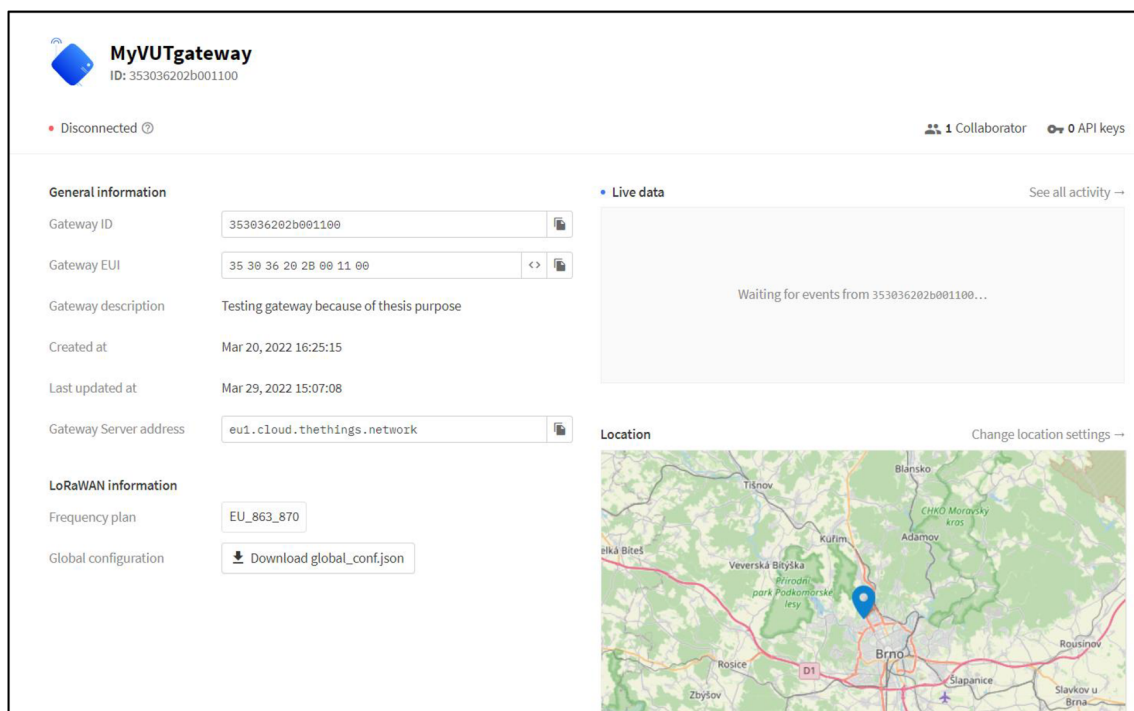 MyVUTgateway
ID: 353036202b001100
Disconnected
1 Collaborator
0 API keys
General information
Gateway ID
353036202b001100
Gateway EUI
35 30 36 20 2B 00 11 00
<>
Gateway description
Testing gateway because of thesis purpose
Created at
Mar 20, 2022 16:25:15
Last updated at
Mar 29, 2022 15:07:08
Gateway Server address
eu1.cloud.thethings.network
LoRaWAN information
Frequency plan
EU_863_870
Global configuration
Download global_conf.json
Live data
See all activity →
Waiting for events from 353036202b001100...
Location
Change location settings →
Blansko
Tišnov
CHKO Moravský
kras
Kuřim
Adamov
elká Bíteš
Veverská Bítýška
Přírodní
park Podkomorské
lesy
Brno
Rousínov
Rosice
D1
Šlapanice
Zbýšov
Slavkov u
Brna